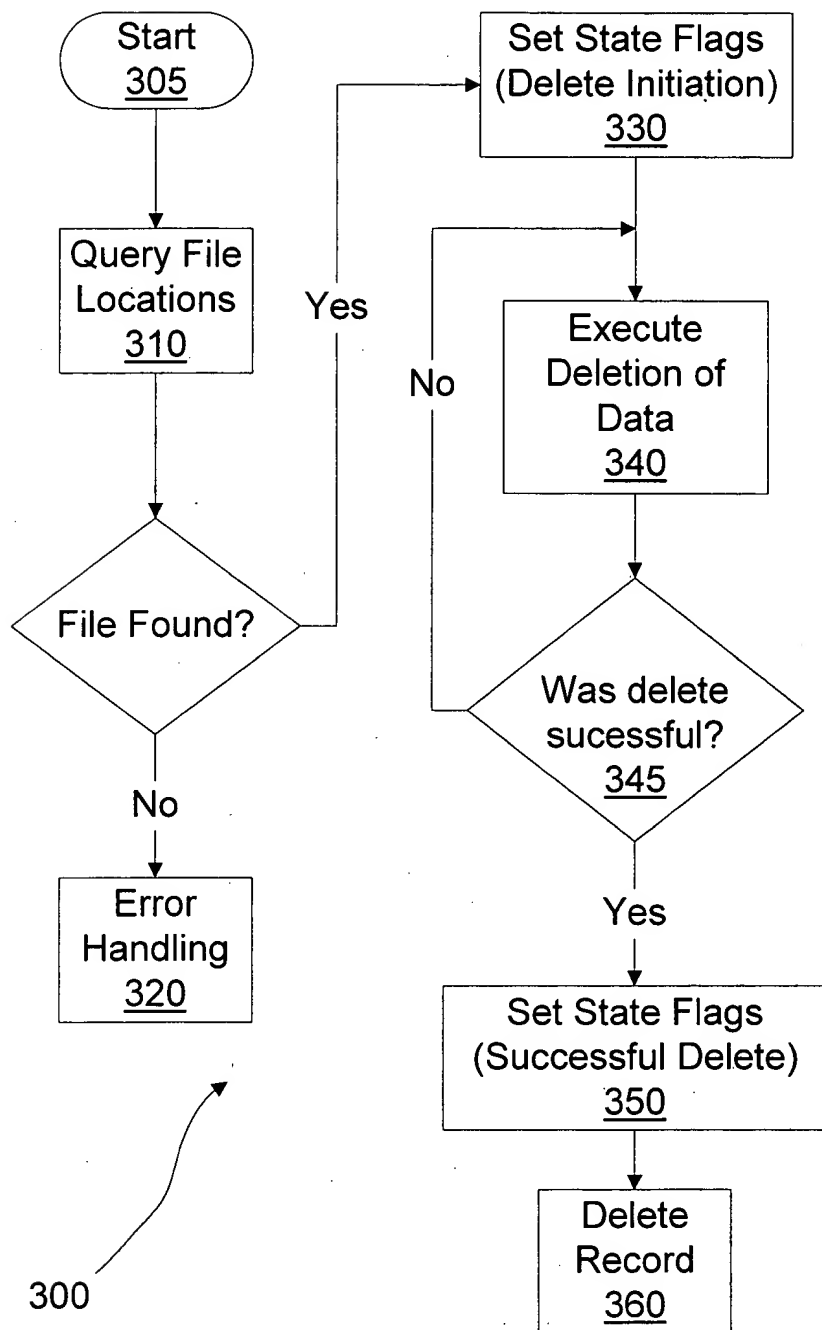 Start
305
Query File
Locations
310
File Found?
Yes
No
Error
Handling
320
Set State Flags
(Delete Initiation)
330
Execute
Deletion of
Data
340
No
Was delete
sucessful?
345
Yes
Set State Flags
(Successful Delete)
350
Delete
Record
360
300